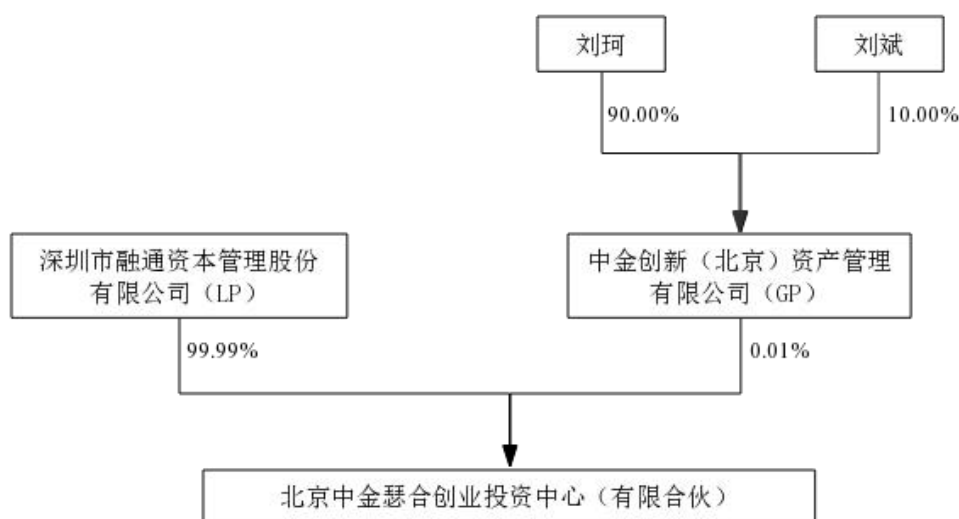 刘珂
刘斌
90.00%
10.00%
深圳市融通资本管理股份
有限公司（LP）
中金创新（北京）资产管理
有限公司（GP）
99.99%
0.01%
北京中金瑟合创业投资中心（有限合伙）